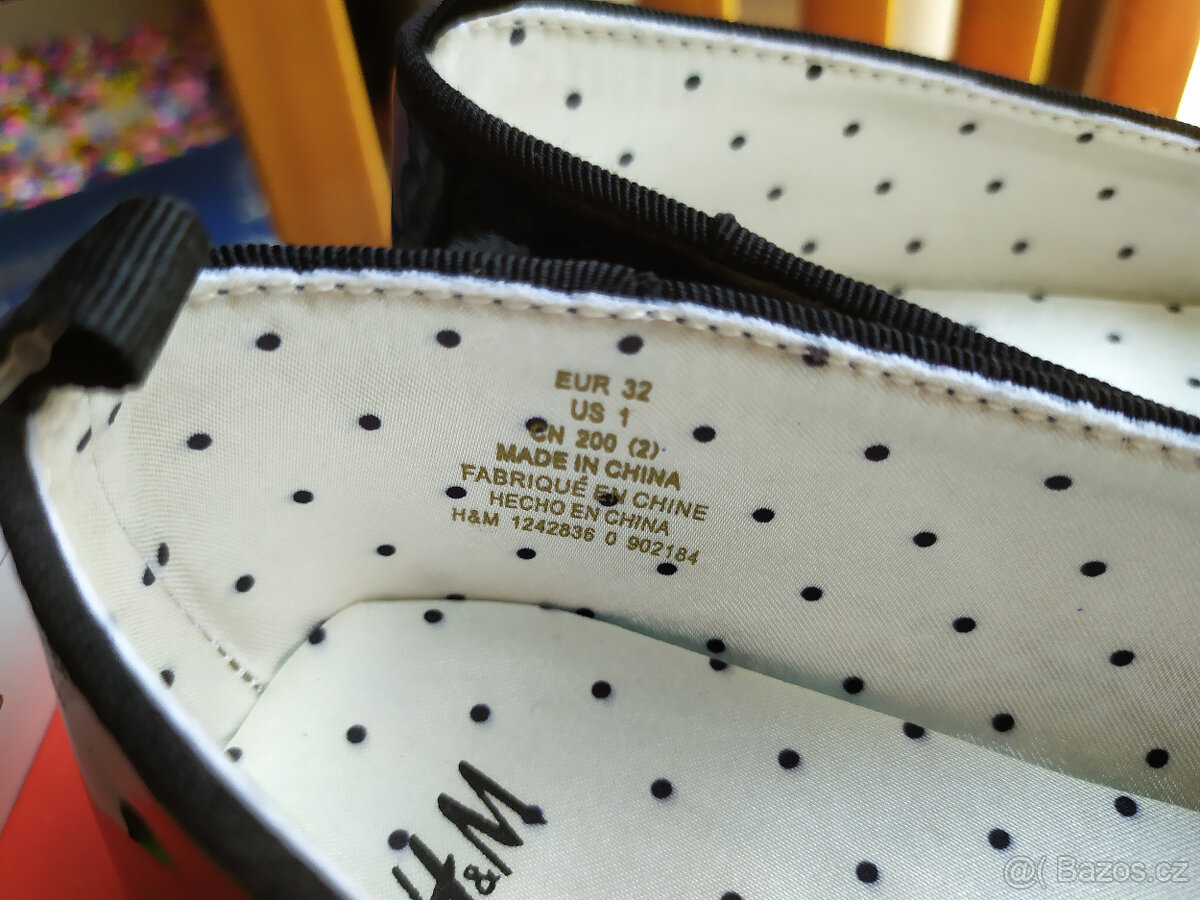 EUR 32
US 1
CN 200 (2)
MADE IN CHINA
FABRIQUÉ EN CHINE
HECHO EN CHINA
H&M 1242836 0 902184
H&M
@( Bazos.cz